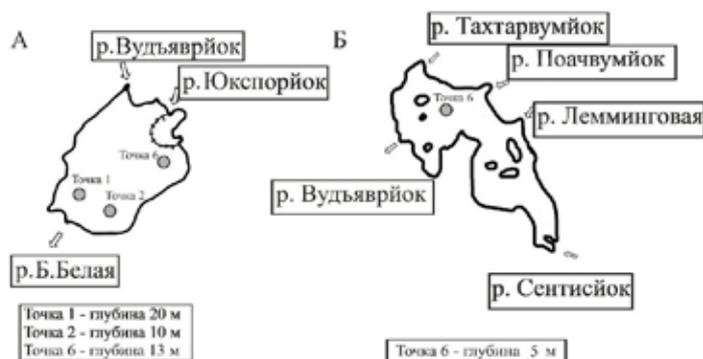 А
р.Вудъяврйок
р.Юкспорйок
Точка 6
Точка 1
Точка 2
р.Б.Белая
Точка 1 - глубина 20 м
Точка 2 - глубина 10 м
Точка 6 - глубина 13 м
Б
р. Тахтарвумйок
р. Поачвумйок
Точка 6
р. Лемминговая
р. Вудъяврйок
р. Сентисйок
Точка 6 - глубина 5 м